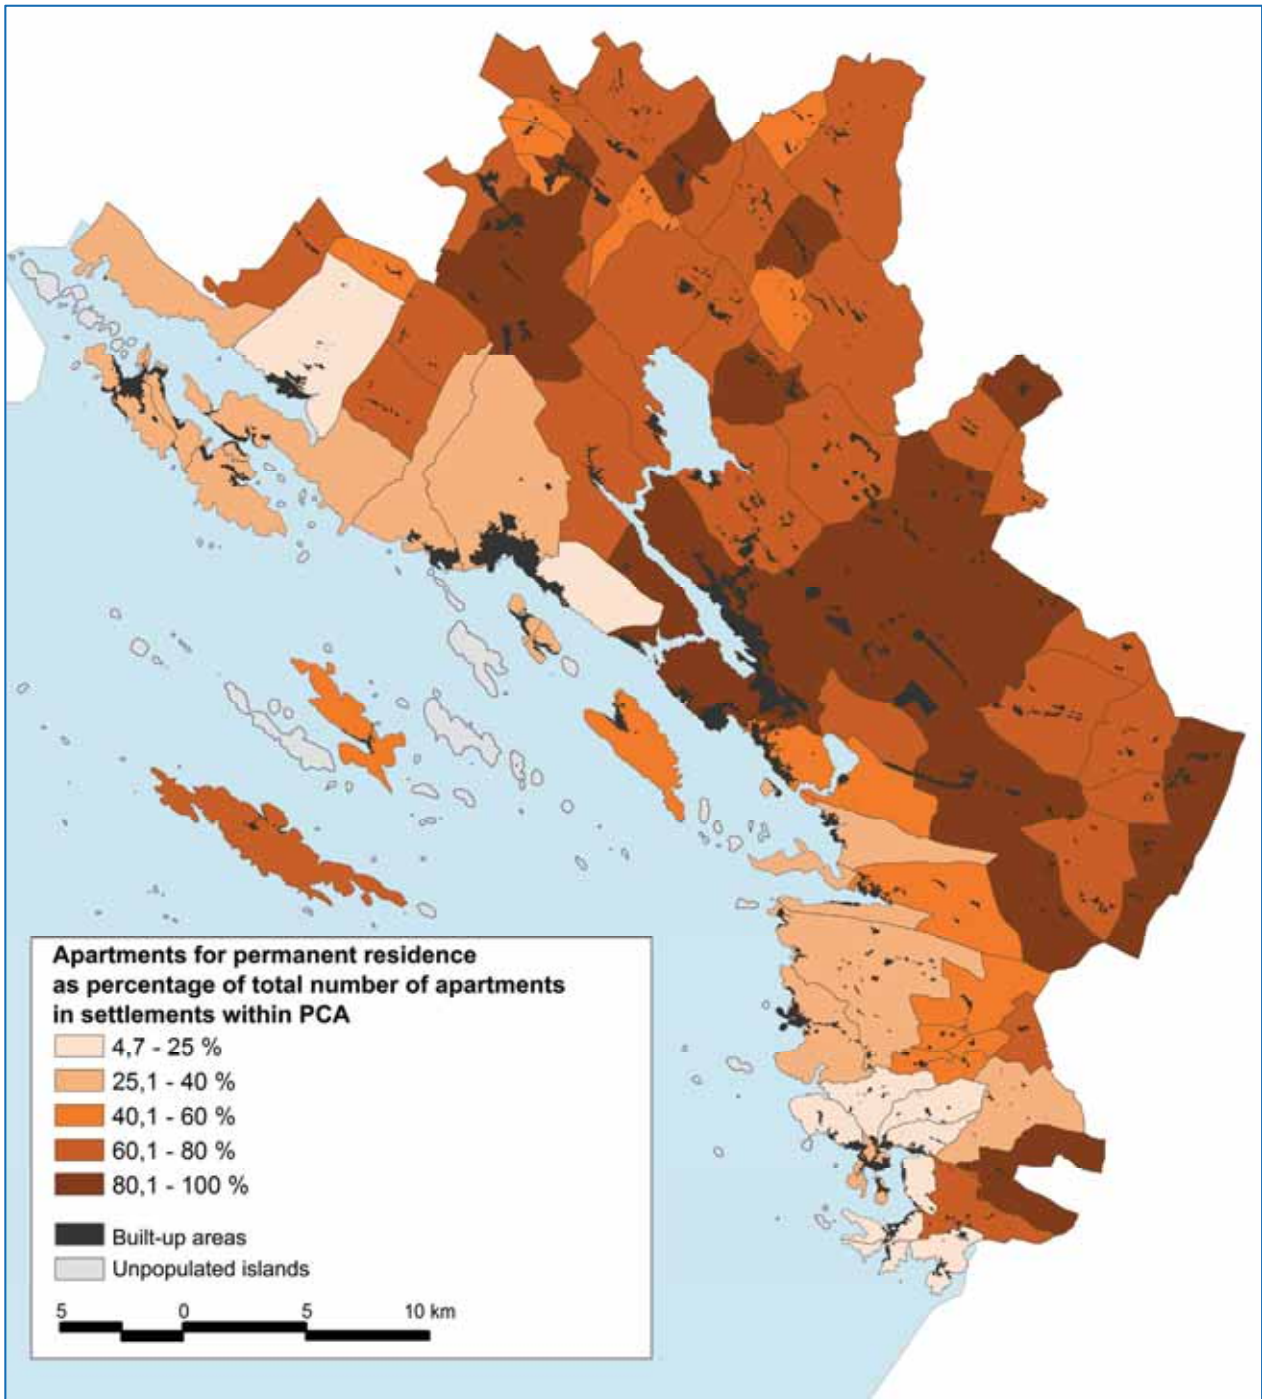 Apartments for permanent residence
as percentage of total number of apartments
in settlements within PCA
4,7 - 25 %
25,1 - 40 %
40,1 - 60 %
60,1 - 80 %
80,1 - 100 %
Built-up areas
Unpopulated islands
5 0 5 10 km